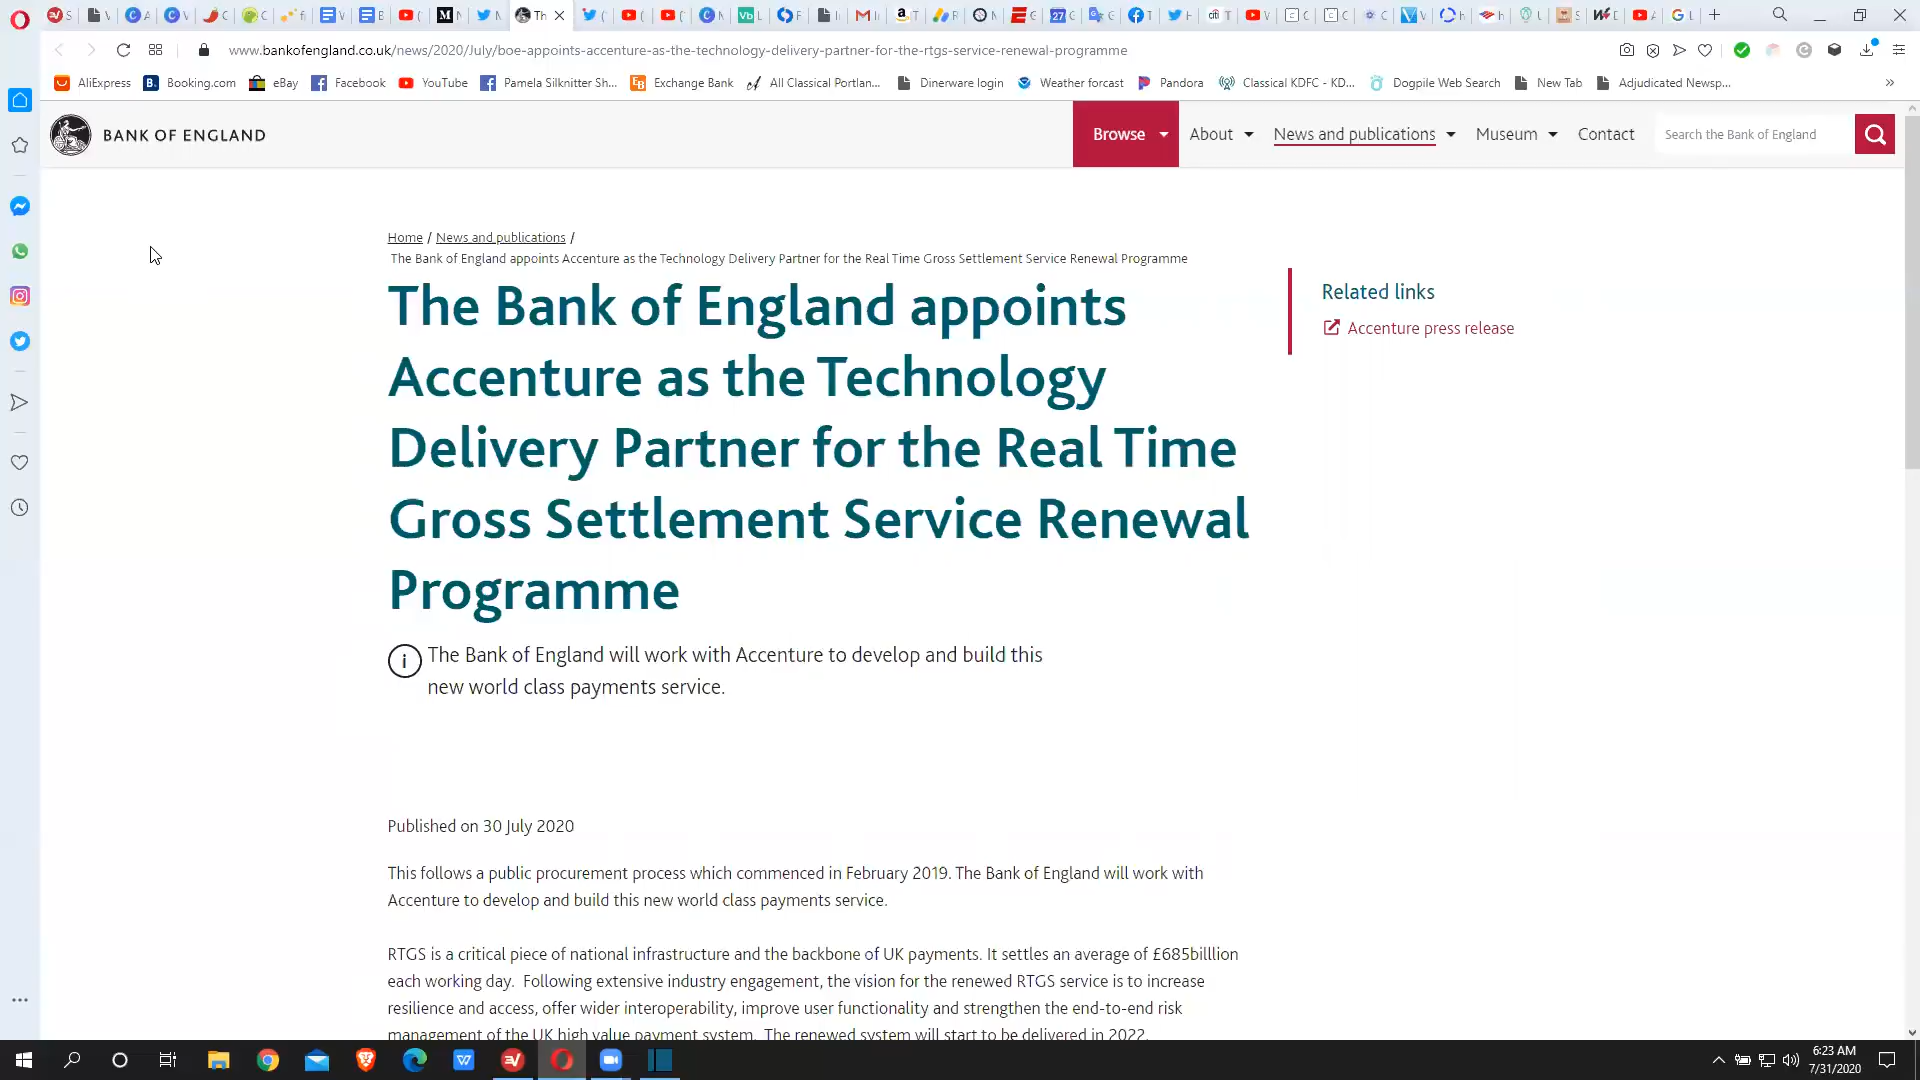 www.bankofengland.co.uk/news/2020/July/boe-appoints-accenture-as-the-technology-delivery-partner-for-the-rtgs-service-renewal-programme
AliExpress Booking.com eBay Facebook YouTube Pamela Silknitter Sh... Exchange Bank All Classical Portlan... Dinerware login Weather forcast Pandora Classical KDFC - KD... Dogpile Web Search New Tab Adjudicated Newsp...
BANK OF ENGLAND
Browse About News and publications Museum Contact Search the Bank of England
Home / News and publications /
The Bank of England appoints Accenture as the Technology Delivery Partner for the Real Time Gross Settlement Service Renewal Programme
The Bank of England appoints
Accenture as the Technology
Delivery Partner for the Real Time
Gross Settlement Service Renewal
Programme
Related links
Accenture press release
The Bank of England will work with Accenture to develop and build this
new world class payments service.
Published on 30 July 2020
This follows a public procurement process which commenced in February 2019. The Bank of England will work with
Accenture to develop and build this new world class payments service.
RTGS is a critical piece of national infrastructure and the backbone of UK payments. It settles an average of £685billlion
each working day. Following extensive industry engagement, the vision for the renewed RTGS service is to increase
resilience and access, offer wider interoperability, improve user functionality and strengthen the end-to-end risk
management of the UK high value payment system. The renewed system will start to be delivered in 2022.
6:23 AM
7/31/2020